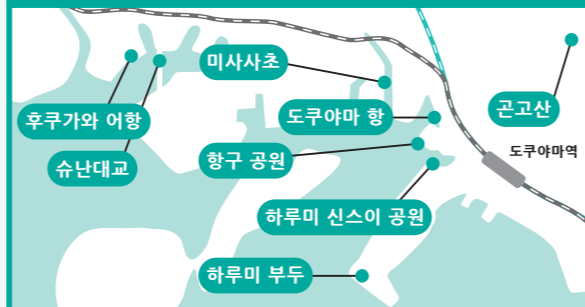 미사사초
후쿠가와 어항
도쿠야마 항
곤고산
슈난대교
항구 공원
도쿠야마역
하루미 신스이 공원
하루미 부두